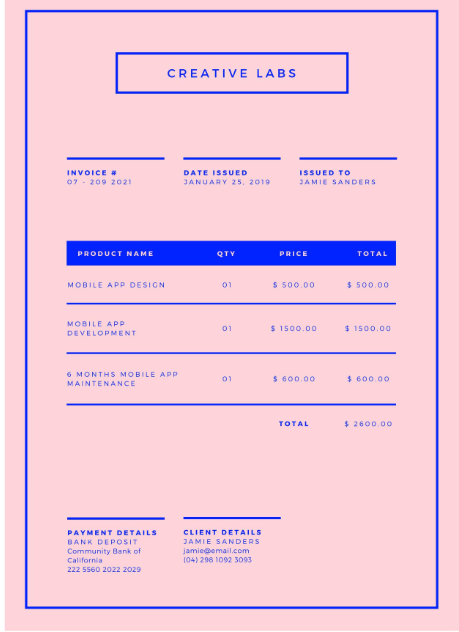 CREATIVE LABS
INVOICE # DATE ISSUED ISSUED TO
07 - 209 2021 JANUARY 25, 2019 JAMIE SANDERS
PRODUCT NAME QTY PRICE TOTAL
MOBILE APP DESIGN 01 $ 500.00 $ 500.00
MOBILE APP
DEVELOPMENT 01 $ 1500.00 $ 1500.00
6 MONTHS MOBILE APP
MAINTENANCE 01 $ 600.00 $ 600.00
TOTAL $ 2600.00
PAYMENT DETAILS
BANK DEPOSIT
Community Bank of
California
222 5560 2022 2029
CLIENT DETAILS
JAMIE SANDERS
jamie@email.com
(04) 298 1092 3093